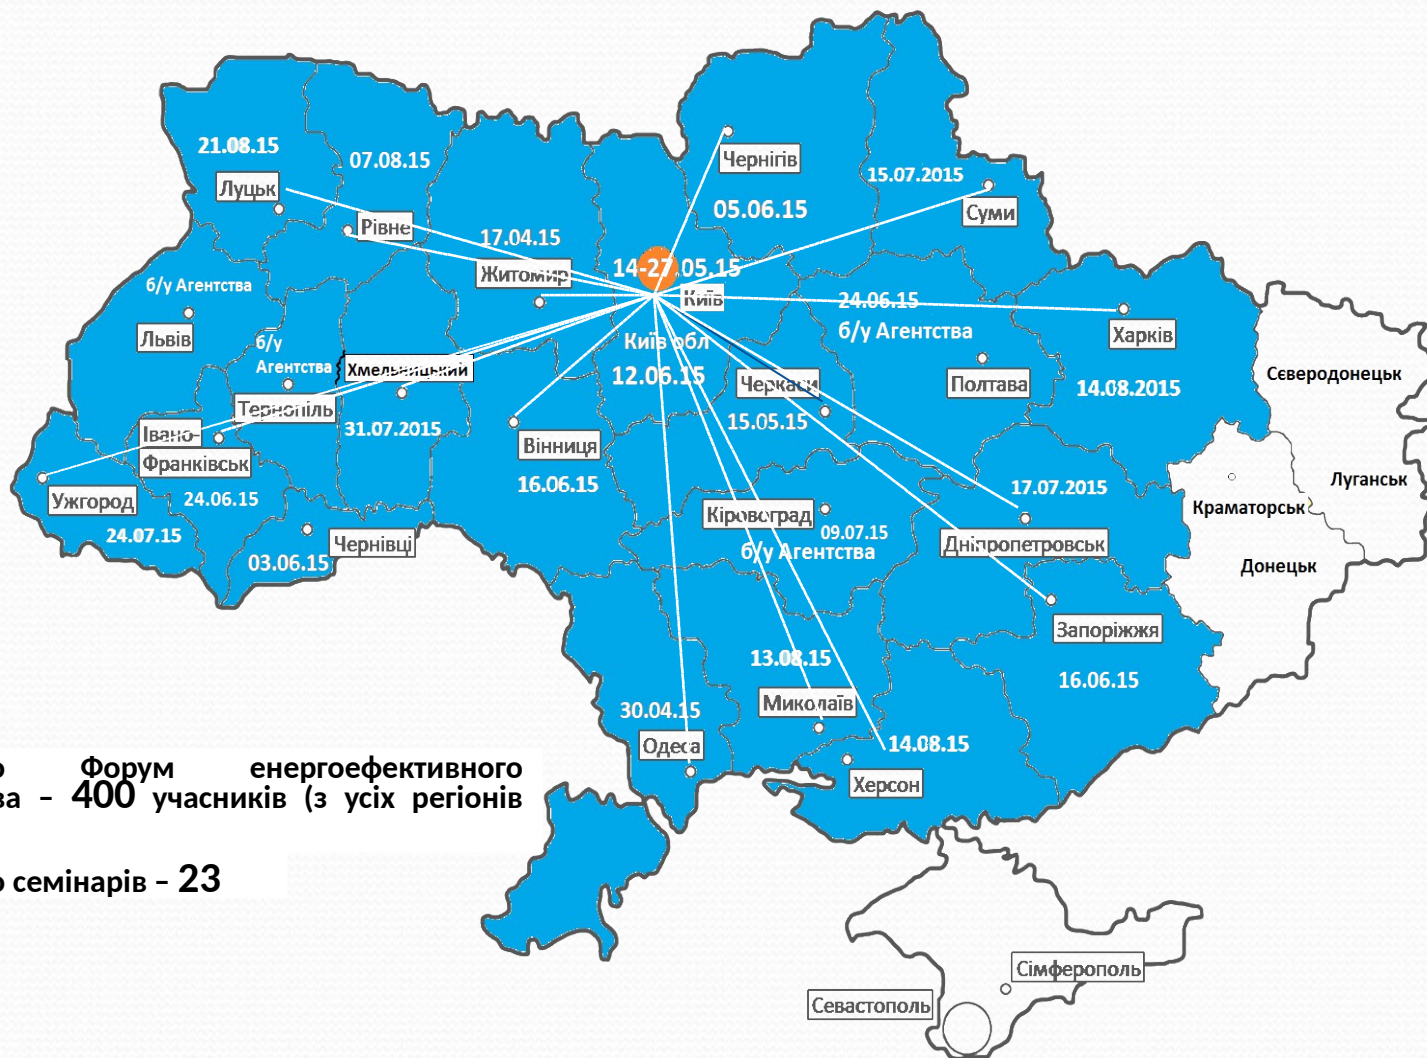 21.08.15
Луцьк
07.08.15
Рівне
17.04.15
Житомир
Чернігів
05.06.15
15.07.2015
Суми
14-27.05.15
Київ
Київ обл
12.06.15
24.06.15
б/у Агентства
Полтава
Харків
14.08.2015
Сєверодонецьк
Луганськ
Краматорськ
Донецьк
б/у Агентства
Львів
б/у
Агентства
Тернопіль
Хмельницький
31.07.2015
Черкаси
15.05.15
Івано-
Франківськ
24.06.15
Ужгород
24.07.15
Чернівці
03.06.15
Вінниця
16.06.15
Кіровоград
09.07.15
б/у Агентства
17.07.2015
Дніпропетровськ
Запоріжжя
16.06.15
13.08.15
Миколаїв
30.04.15
Одеса
14.08.15
Херсон
о Форум енергоефективного
ва – 400 учасників (з усіх регіонів
о семінарів – 23
Сімферополь
Севастополь